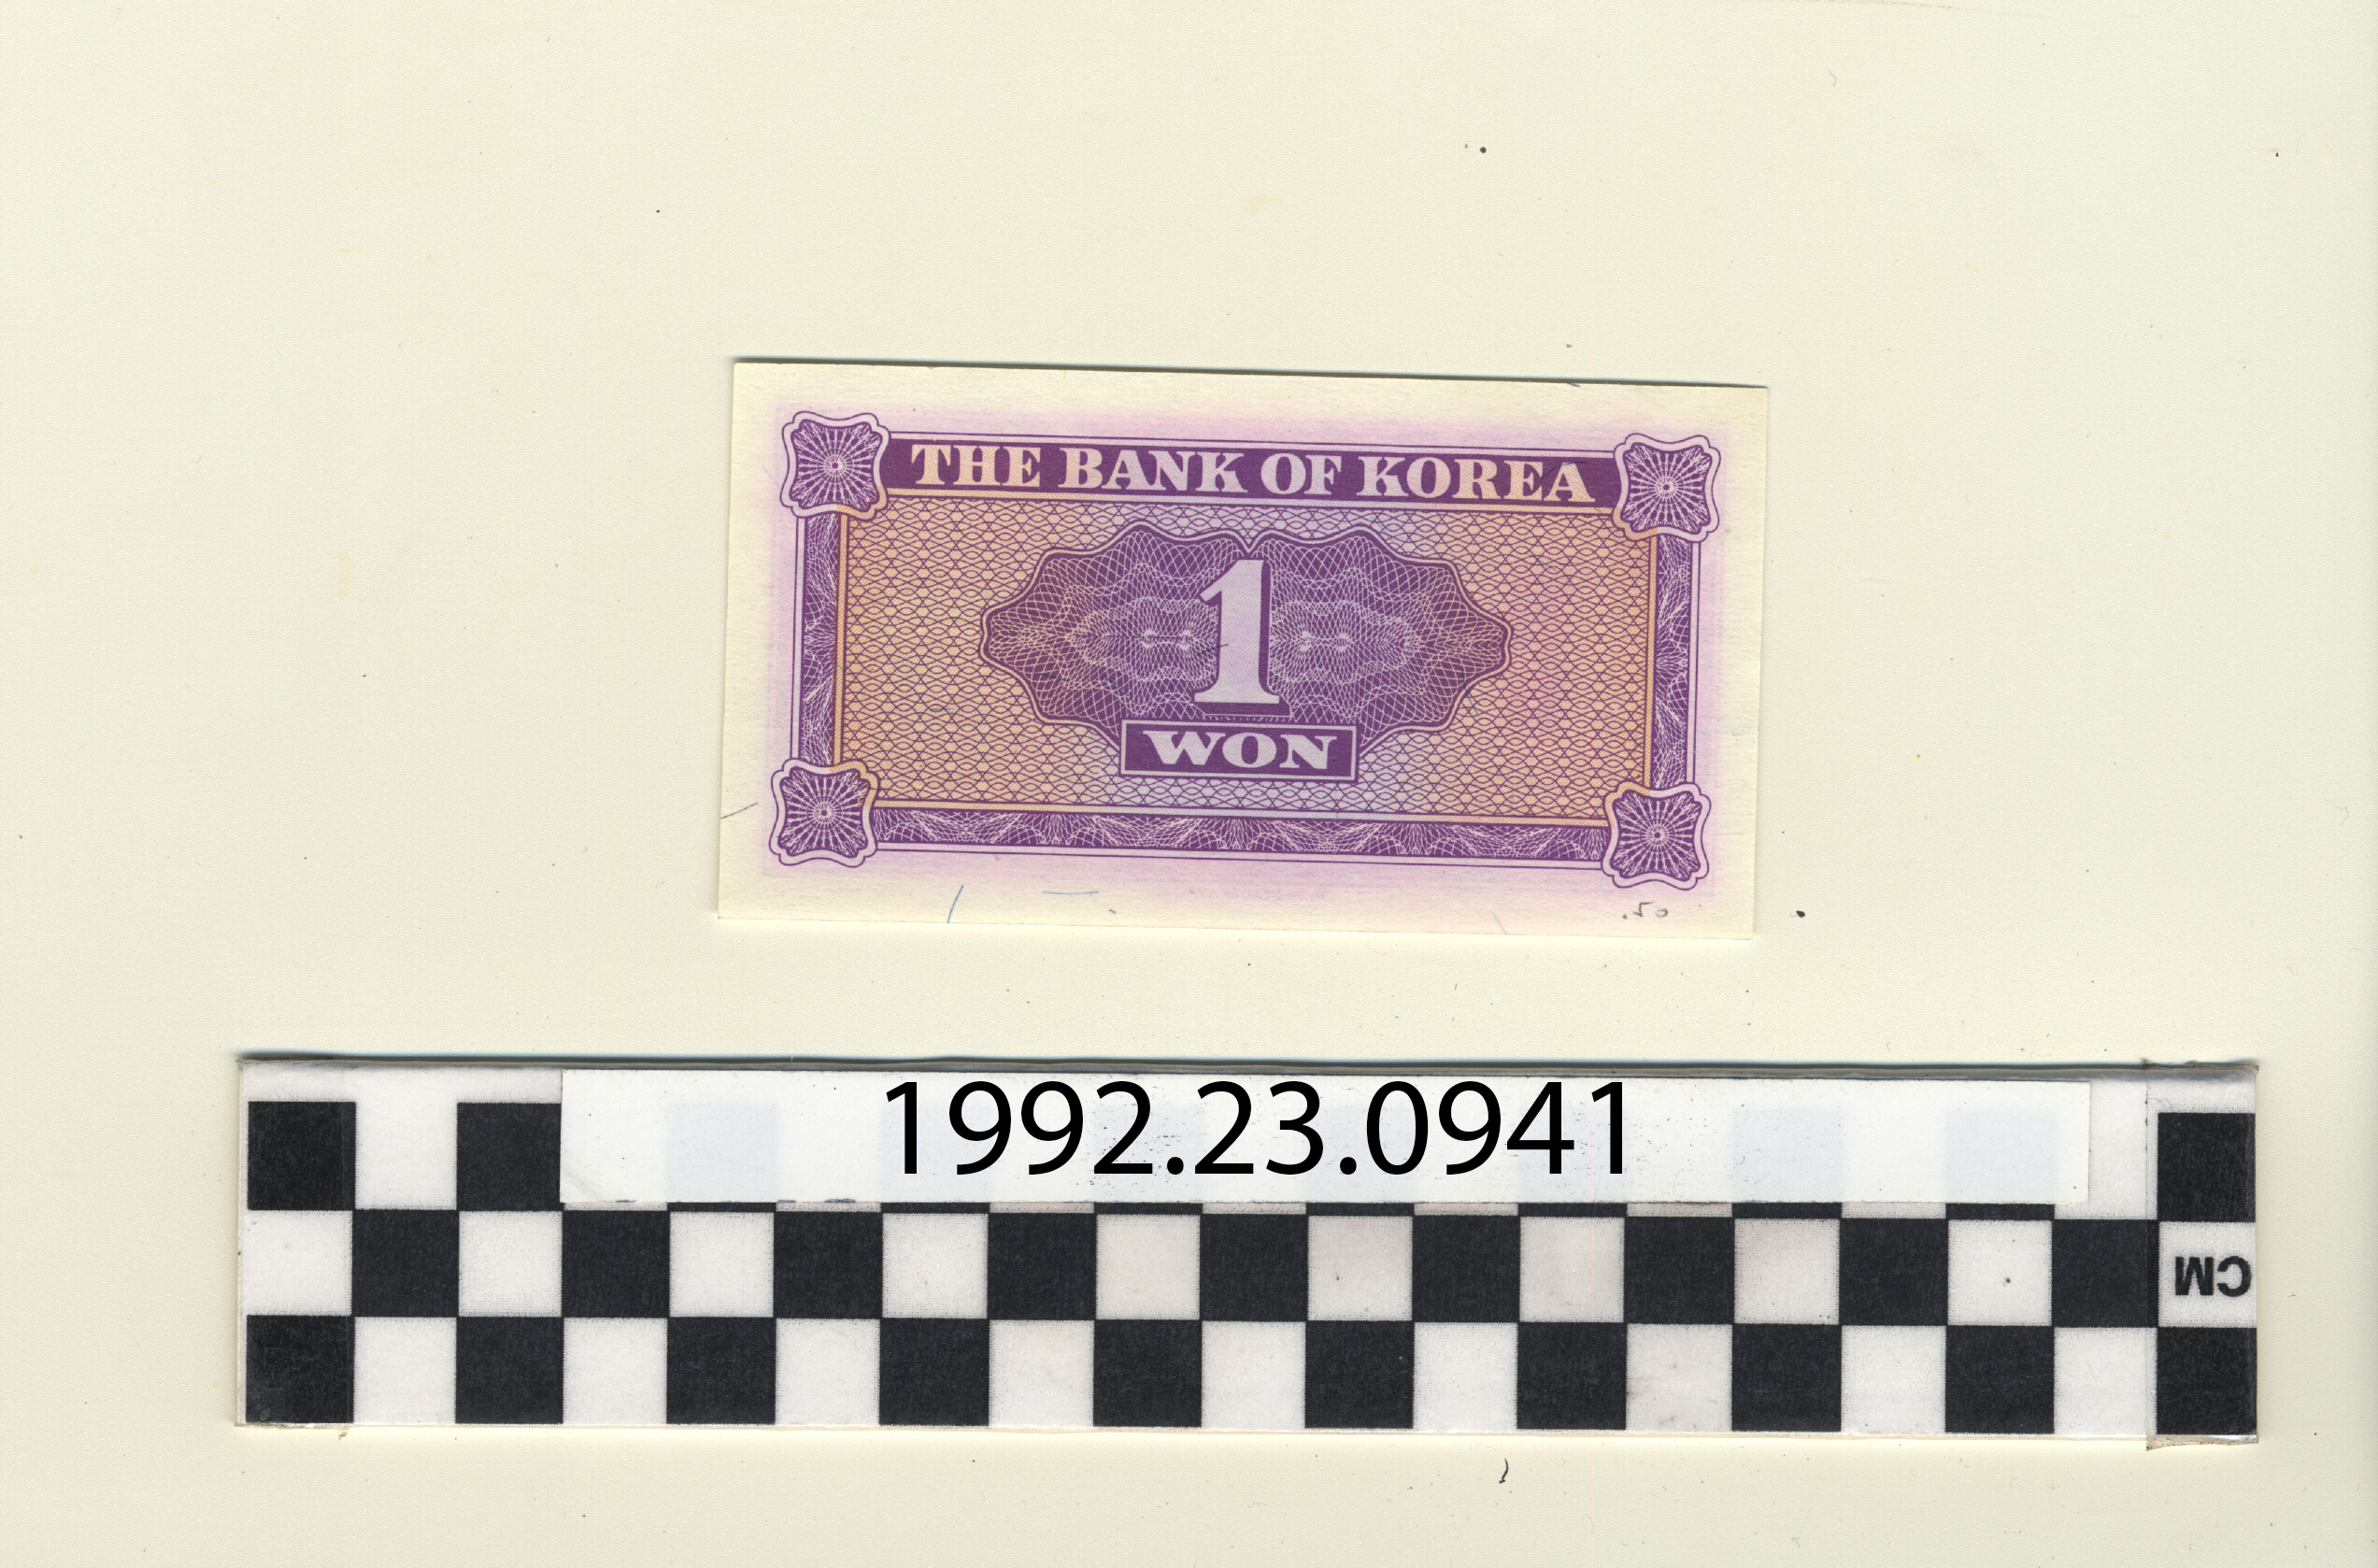 THE BANK OF KOREA
1
WON
1992.23.0941
CM